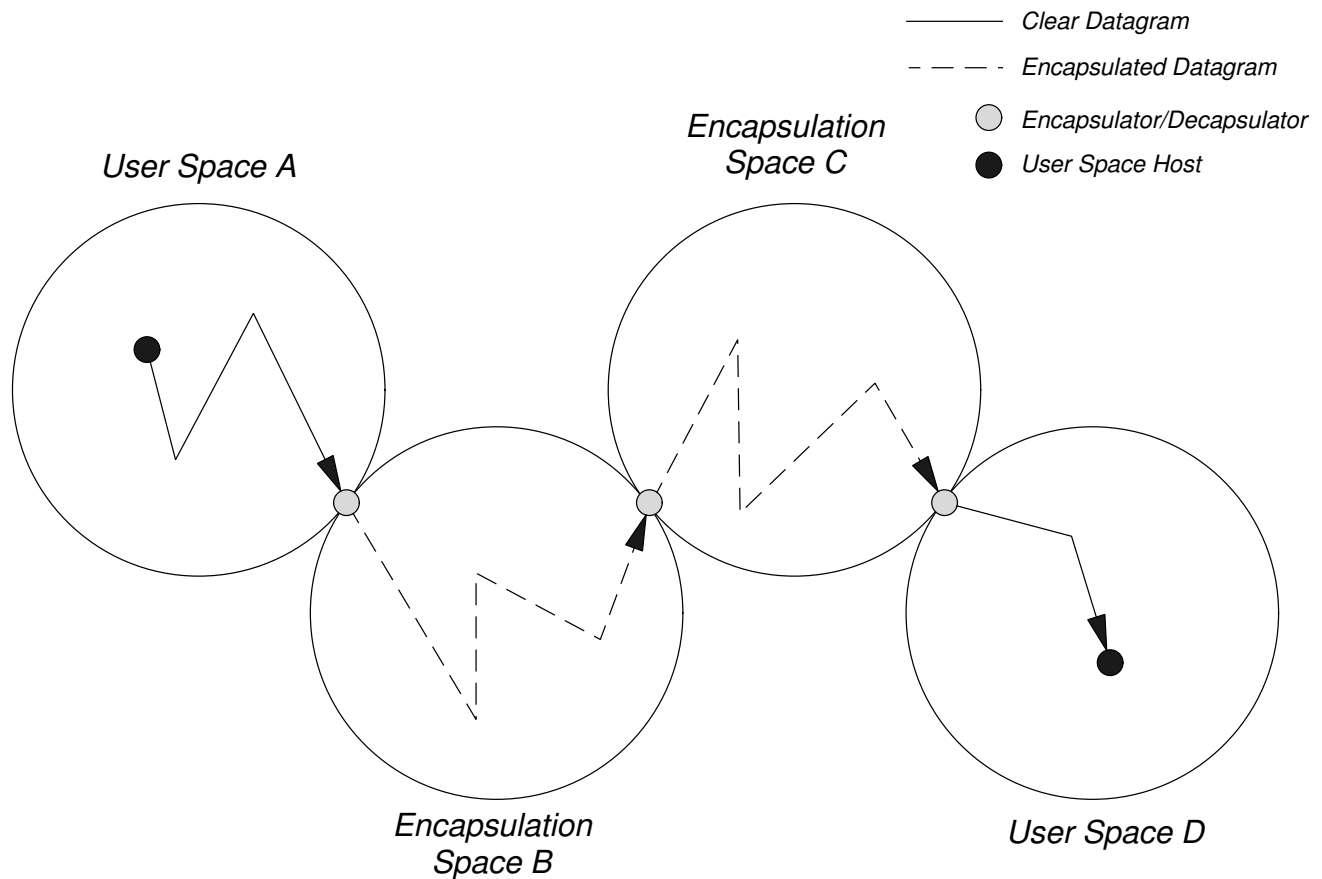 Clear Datagram
Encapsulated Datagram
Encapsulator/Decapsulator
User Space Host
User Space A
Encapsulation
Space C
Encapsulation
Space B
User Space D